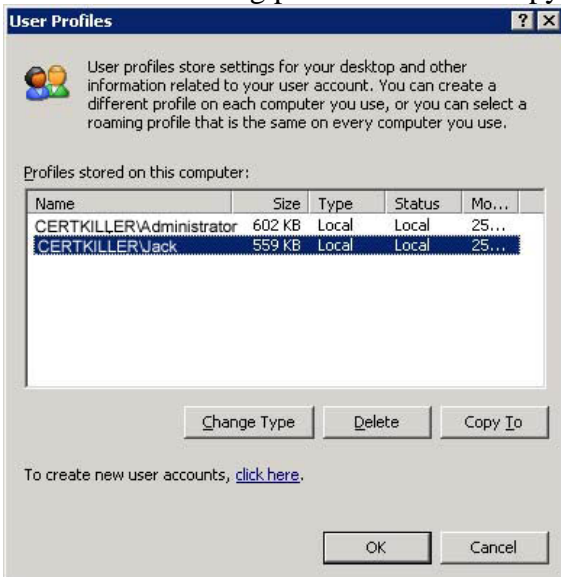 User Profiles
User profiles store settings for your desktop and other
information related to your user account. You can create a
different profile on each computer you use, or you can select a
roaming profile that is the same on every computer you use.
Profiles stored on this computer:
Name Size Type Status Mo...
CERTKILLER\Administrator 602 KB Local Local 25...
CERTKILLER\Jack 559 KB Local Local 25...
Change Type Delete Copy To
To create new user accounts, click here.
OK Cancel